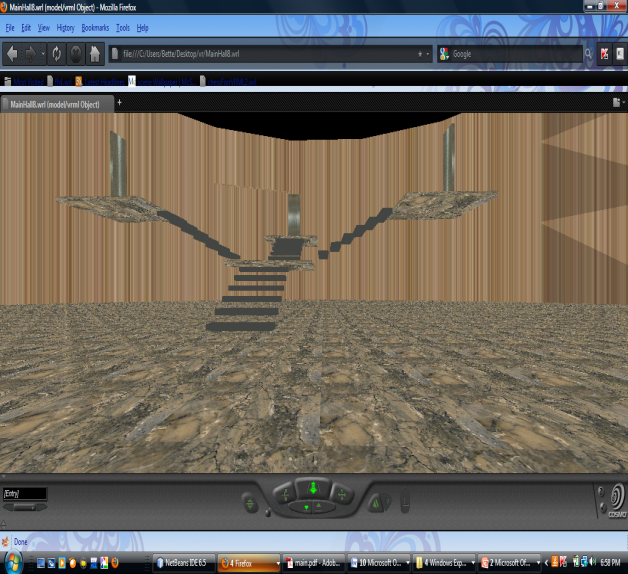 MainHall8.wrl (model/vrml Object) - Mozilla Firefox
File Edit View History Bookmarks Tools Help
file:///C:/Users/Bette/Desktop/vr/MainHall8.wrl Google
MainHall8.wrl (model/vrml Object) +
[Entry]
COSMO
Done
NetBeans IDE 6.5 4 Firefox main.pdf - Adob... 10 Microsoft O... 4 Windows Exp... 2 Microsoft Of... 6:58 PM